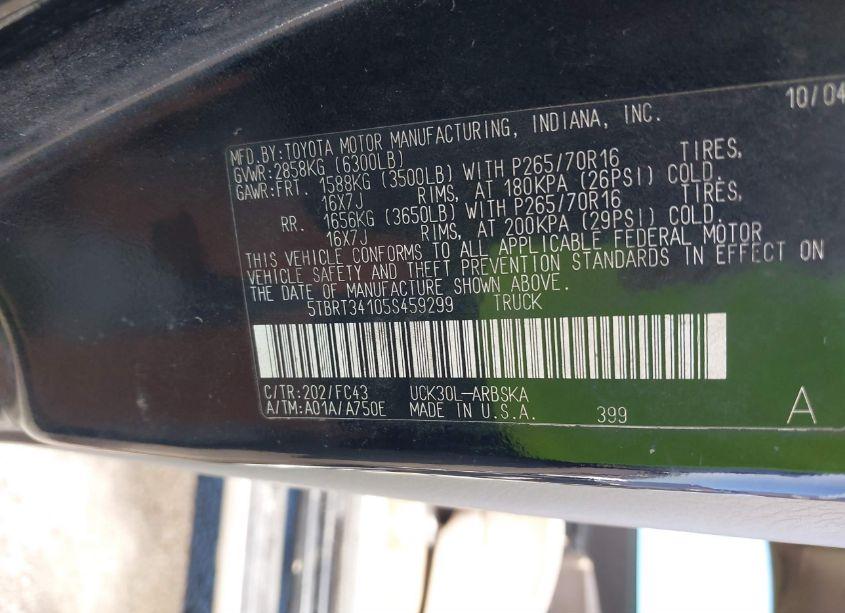 10/04
MFD.BY:TOYOTA MOTOR MANUFACTURING, INDIANA, INC.
GVWR:2858KG (6300LB)
GAWR:FRT. 1588KG (3500LB) WITH P265/70R16 TIRES,
16X7J RIMS, AT 180KPA (26PSI) COLD.
RR. 1656KG (3650LB) WITH P265/70R16 TIRES,
16X7J RIMS, AT 200KPA (29PSI) COLD.
THIS VEHICLE CONFORMS TO ALL APPLICABLE FEDERAL MOTOR
VEHICLE SAFETY AND THEFT PREVENTION STANDARDS IN EFFECT ON
THE DATE OF MANUFACTURE SHOWN ABOVE.
5TBRT34105S459299 TRUCK
C/TR:202/FC43 UCK30L-ARBSKA
A/TM:A01A/A750E MADE IN U.S.A. 399 A